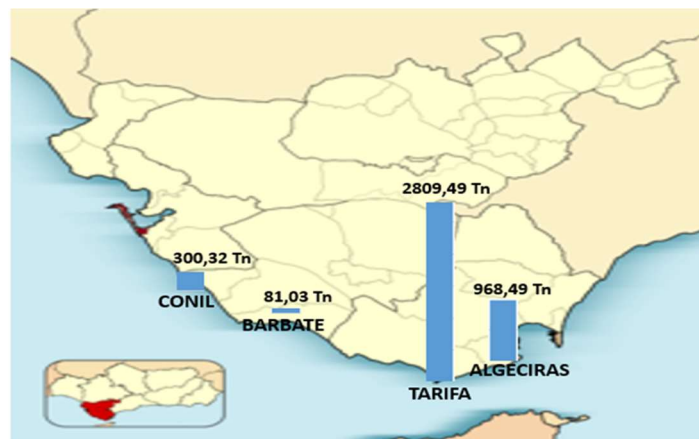 2809,49 Tn
300,32 Tn
CONIL
81,03 Tn
BARBATE
968,49 Tn
ALGECIRAS
TARIFA